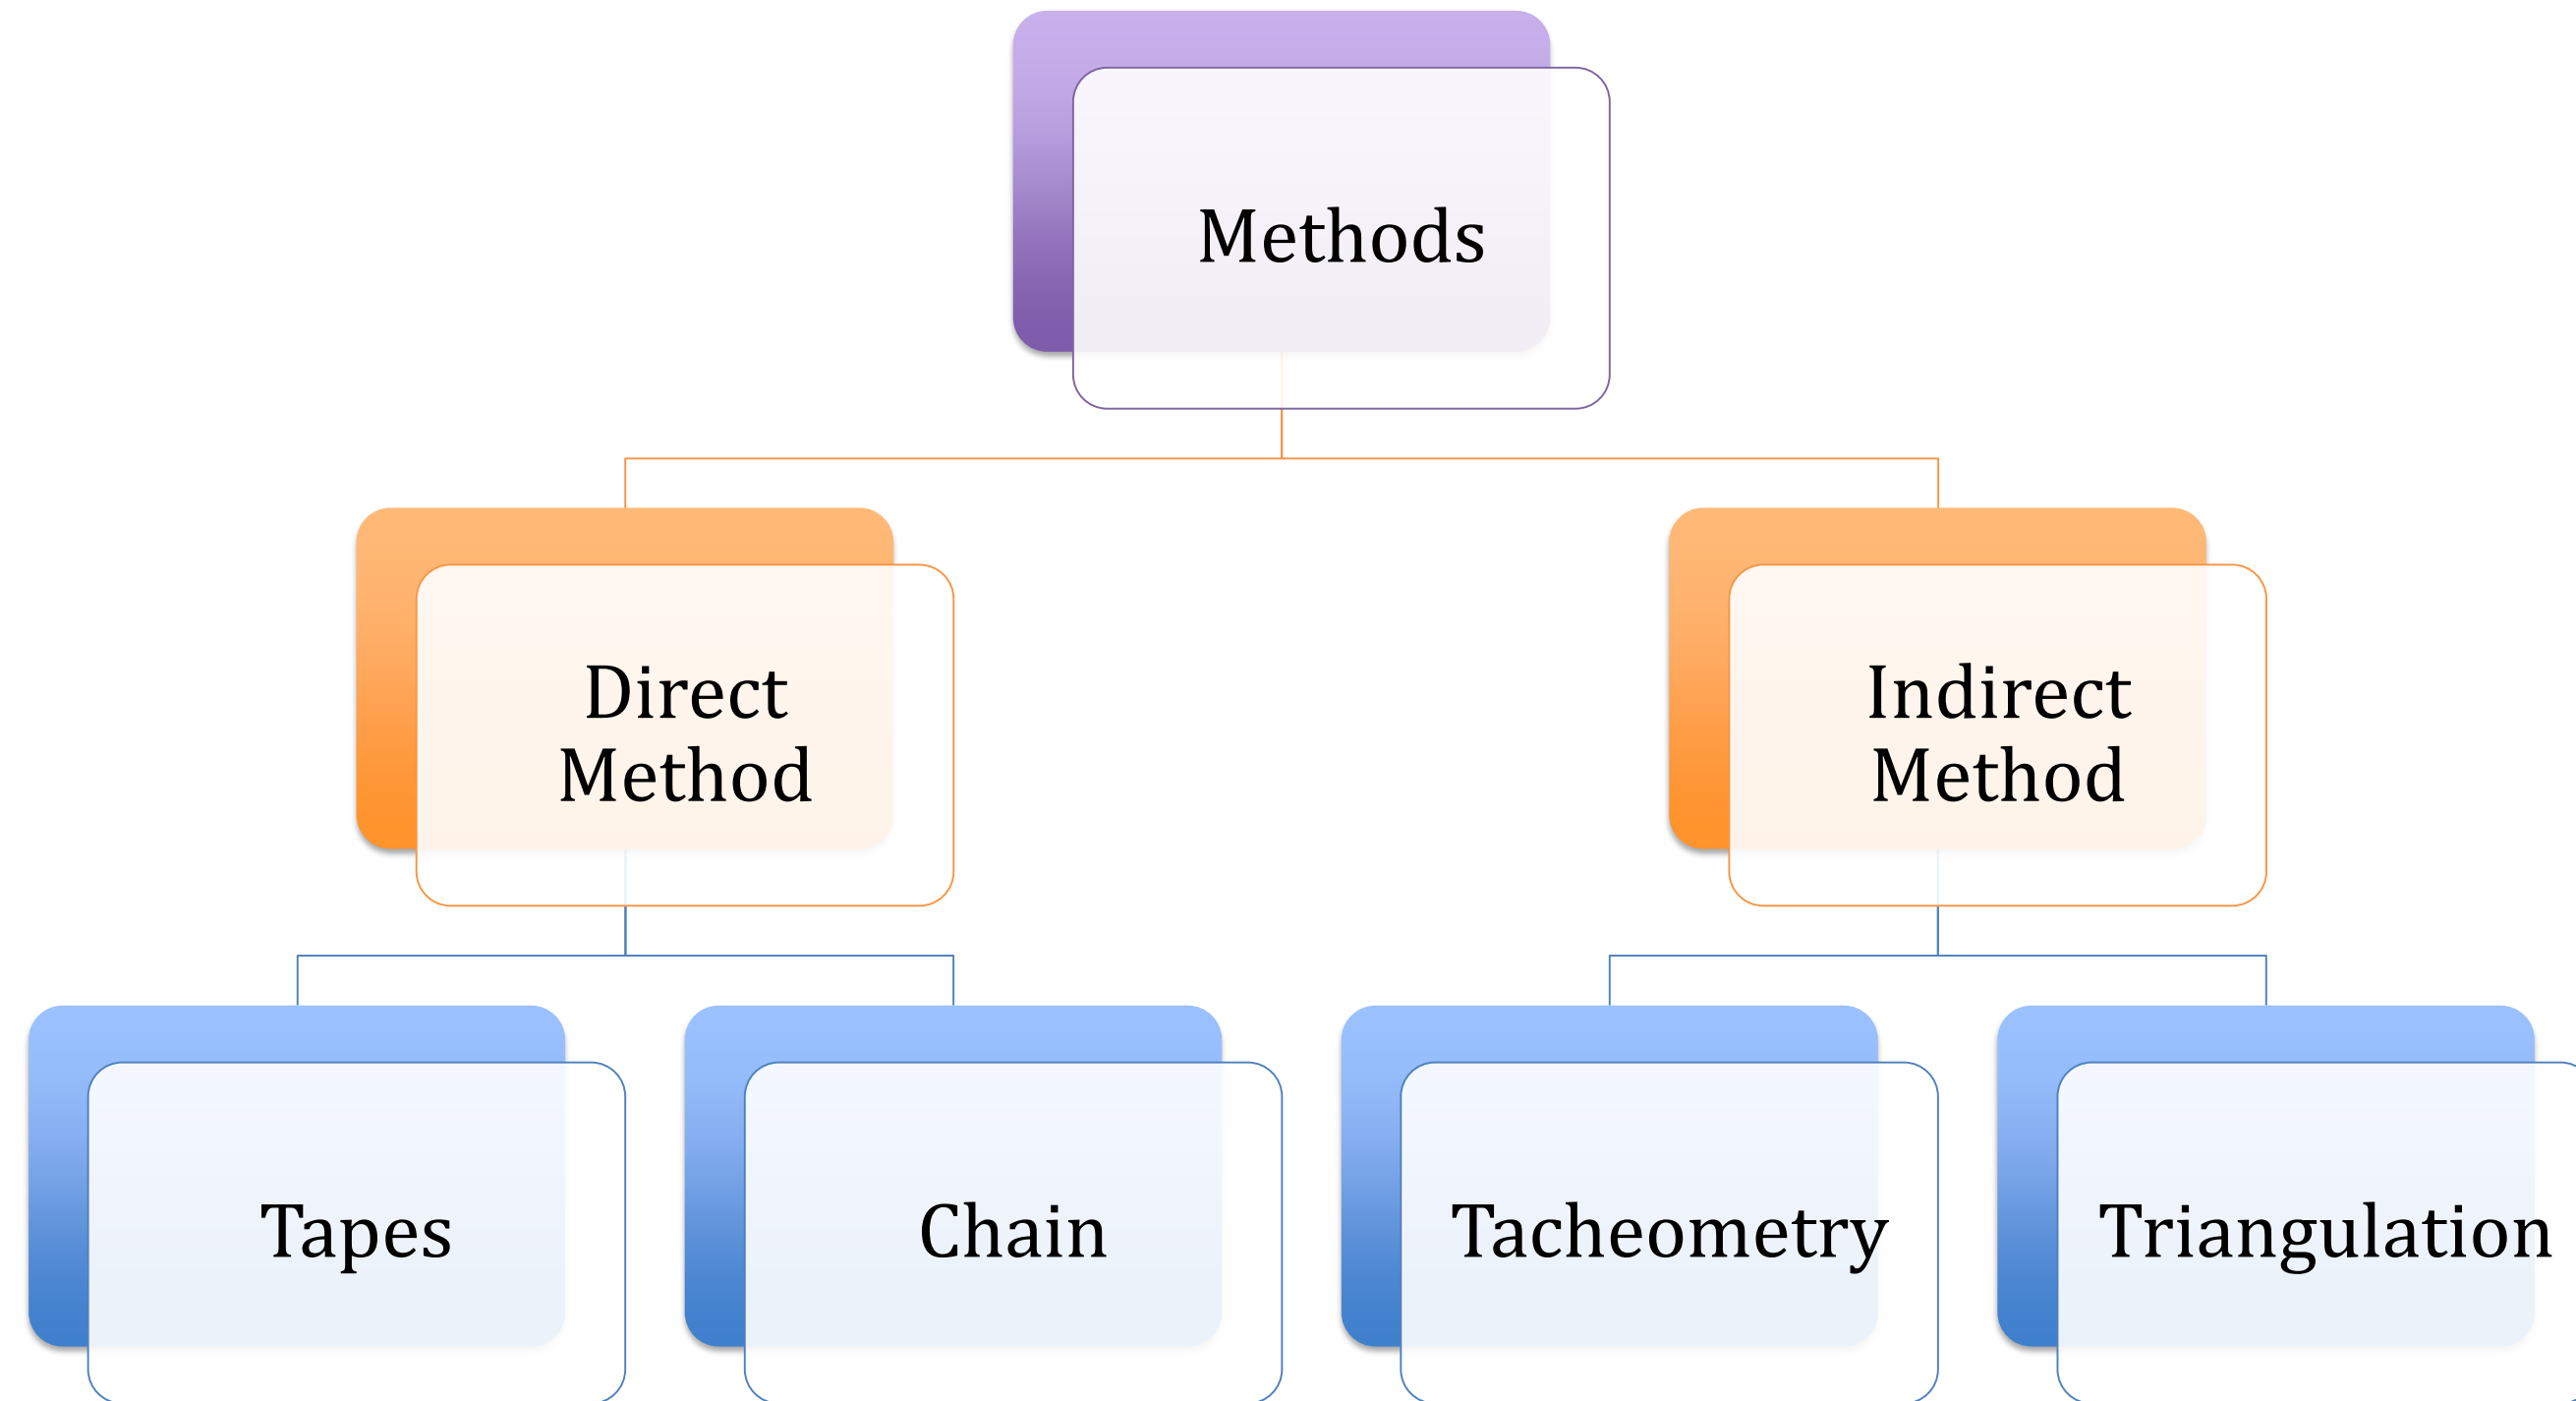 Methods
Direct
Method
Indirect
Method
Tapes
Chain
Tacheometry
Triangulation